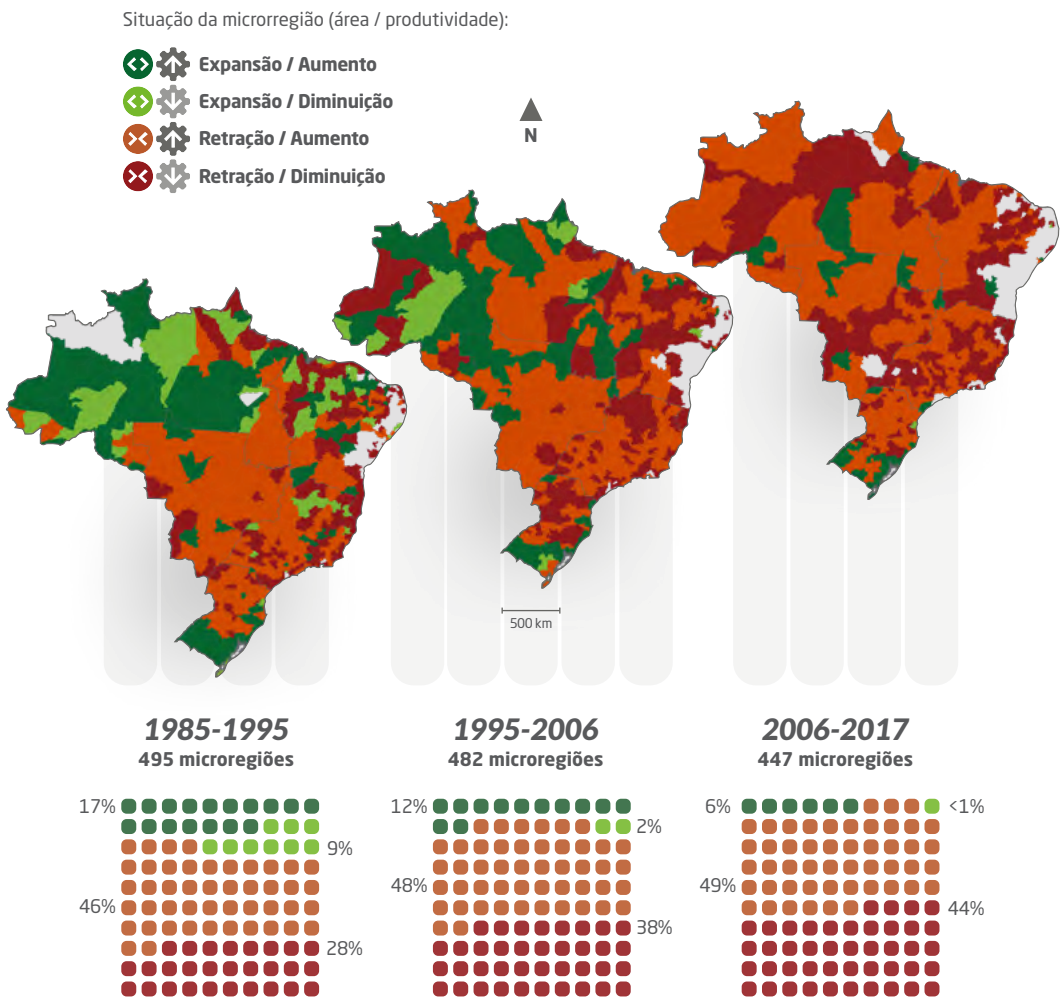 Situação da microrregião (área / produtividade):
Expansão / Aumento
Expansão / Diminuição
Retração / Aumento
Retração / Diminuição
N
500 km
1985-1995
495 microregiões
17%
9%
46%
28%
1995-2006
482 microregiões
12%
2%
48%
38%
2006-2017
447 microregiões
6%
<1%
49%
44%